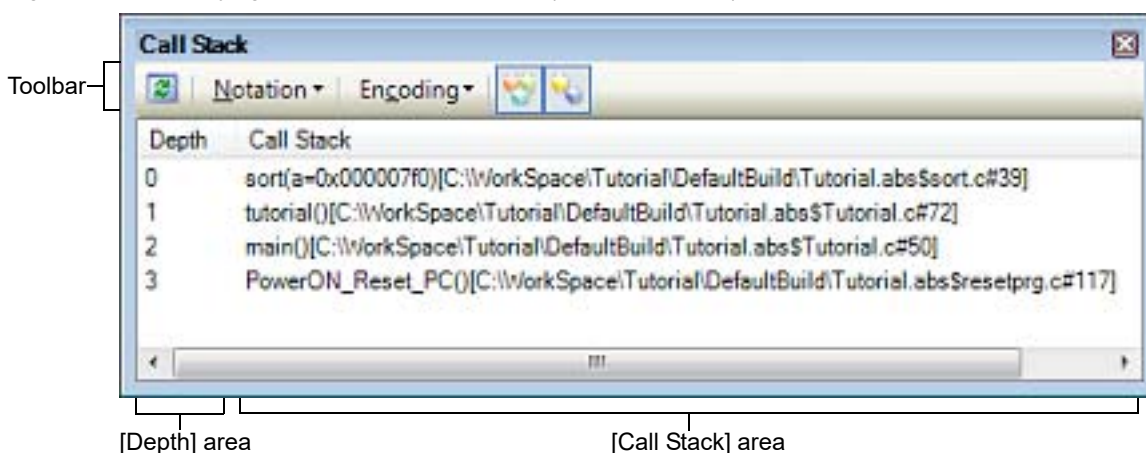 Call Stack
Toolbar
Notation Encoding
Depth Call Stack
0 sort(a=0x000007f0)[C:\WorkSpace\Tutorial\DefaultBuild\Tutorial.abs$sort.c#39]
1 tutorial()[C:\WorkSpace\Tutorial\DefaultBuild\Tutorial.abs$Tutorial.c#72]
2 main()[C:\WorkSpace\Tutorial\DefaultBuild\Tutorial.abs$Tutorial.c#50]
3 PowerON_Reset_PC()[C:\WorkSpace\Tutorial\DefaultBuild\Tutorial.abs$resetprg.c#117]
[Depth] area [Call Stack] area